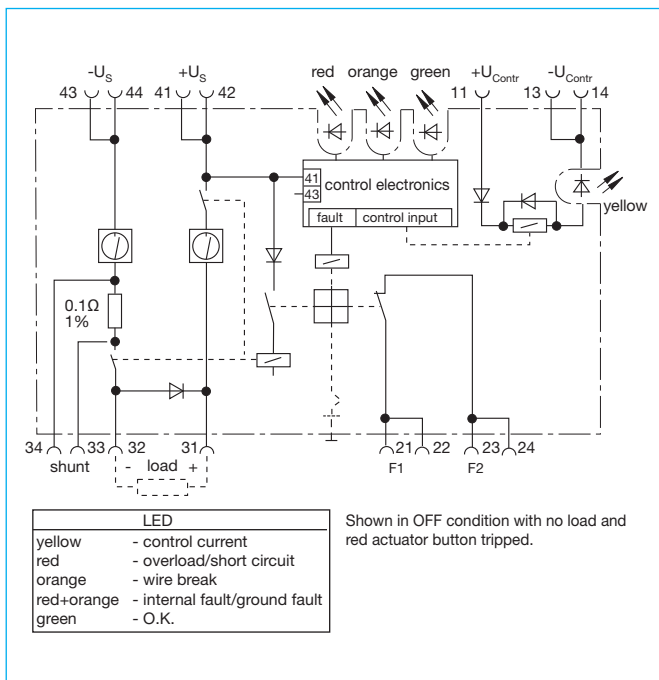 -US +US red orange green +UContr -UContr
43 44 41 42 11 13 14
41
43
control electronics
yellow
fault control input
0.1Ω
1%
34 33 32 31 21 22 23 24
shunt - load + F1 F2
LED
yellow - control current
red - overload/short circuit
orange - wire break
red+orange - internal fault/ground fault
green - O.K.
Shown in OFF condition with no load and
red actuator button tripped.